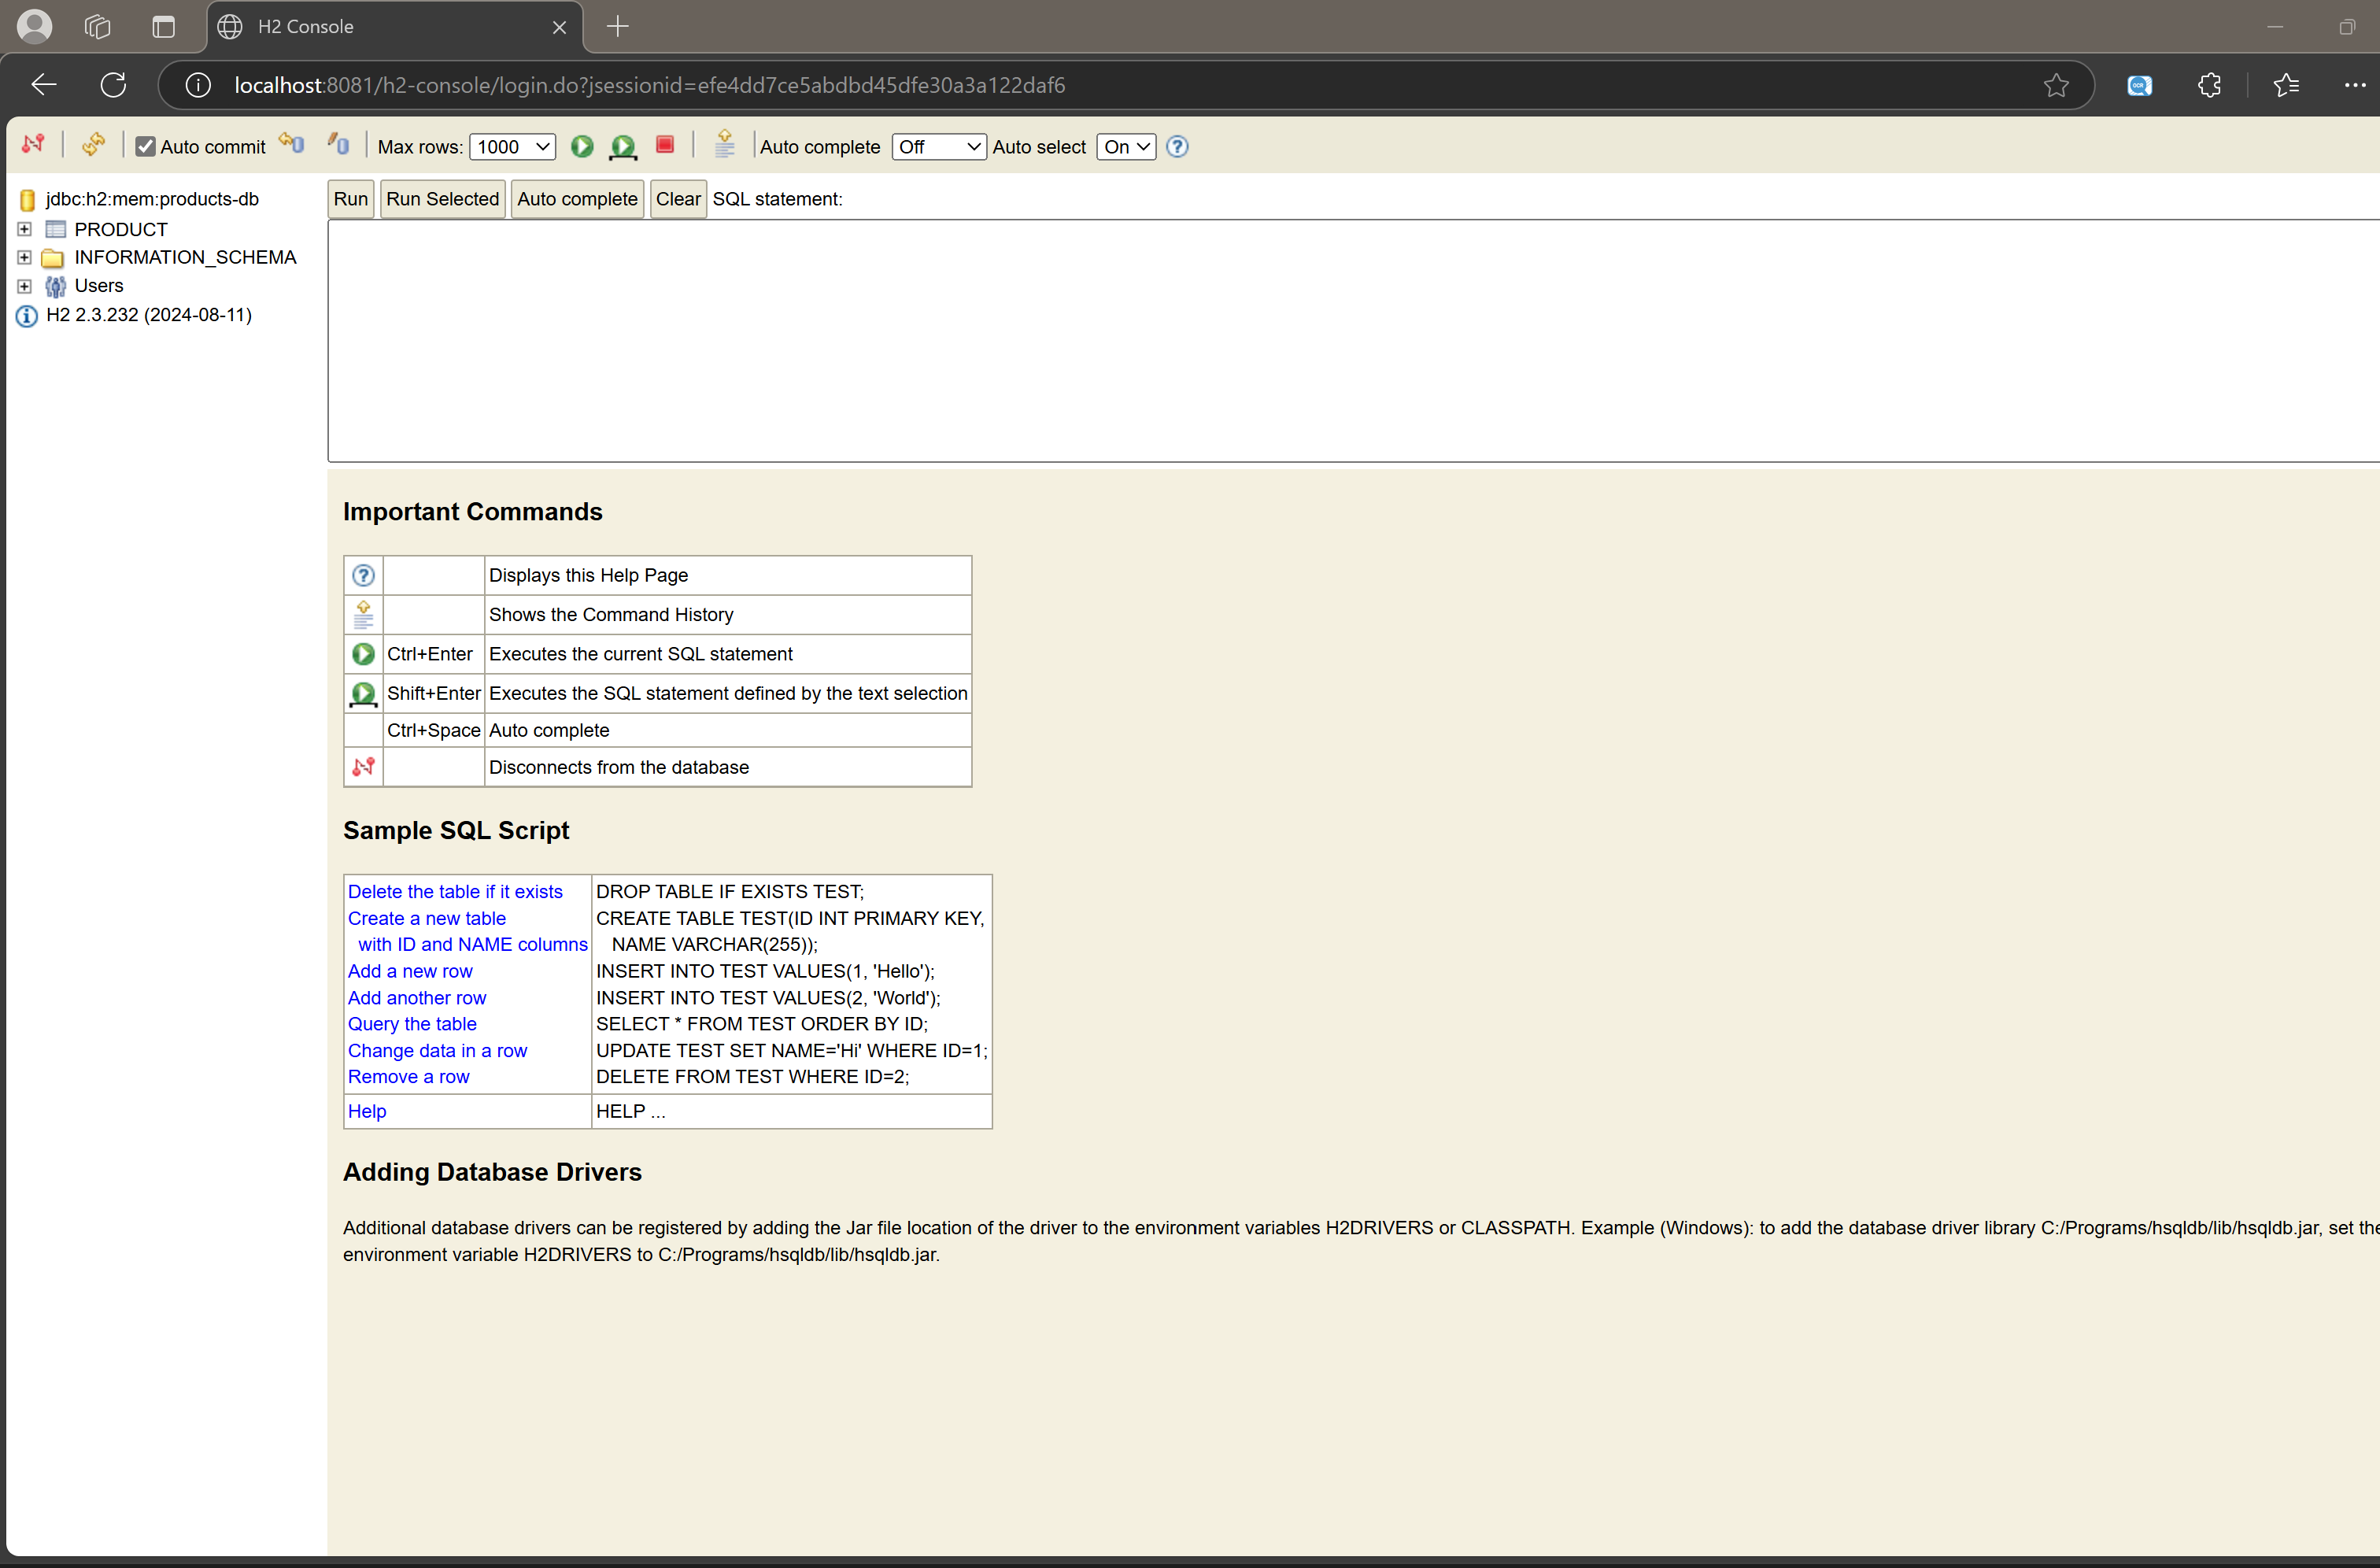 H2 Console
localhost:8081/h2-console/login.do?jsessionid=efe4dd7ce5abdbd45dfe30a3a122daf6
OCR
Auto commit Max rows: 1000 Auto complete Off Auto select On
jdbc:h2:mem:products-db
PRODUCT
INFORMATION_SCHEMA
Users
H2 2.3.232 (2024-08-11)
Run Run Selected Auto complete Clear SQL statement:
Important Commands
Displays this Help Page
Shows the Command History
Ctrl+Enter Executes the current SQL statement
Shift+Enter Executes the SQL statement defined by the text selection
Ctrl+Space Auto complete
Disconnects from the database
Sample SQL Script
Delete the table if it exists DROP TABLE IF EXISTS TEST;
Create a new table CREATE TABLE TEST(ID INT PRIMARY KEY,
with ID and NAME columns NAME VARCHAR(255));
Add a new row INSERT INTO TEST VALUES(1, 'Hello');
Add another row INSERT INTO TEST VALUES(2, 'World');
Query the table SELECT * FROM TEST ORDER BY ID;
Change data in a row UPDATE TEST SET NAME='Hi' WHERE ID=1;
Remove a row DELETE FROM TEST WHERE ID=2;
Help HELP ...
Adding Database Drivers
Additional database drivers can be registered by adding the Jar file location of the driver to the environment variables H2DRIVERS or CLASSPATH. Example (Windows): to add the database driver library C:/Programs/hsqldb/lib/hsqldb.jar, set the
environment variable H2DRIVERS to C:/Programs/hsqldb/lib/hsqldb.jar.